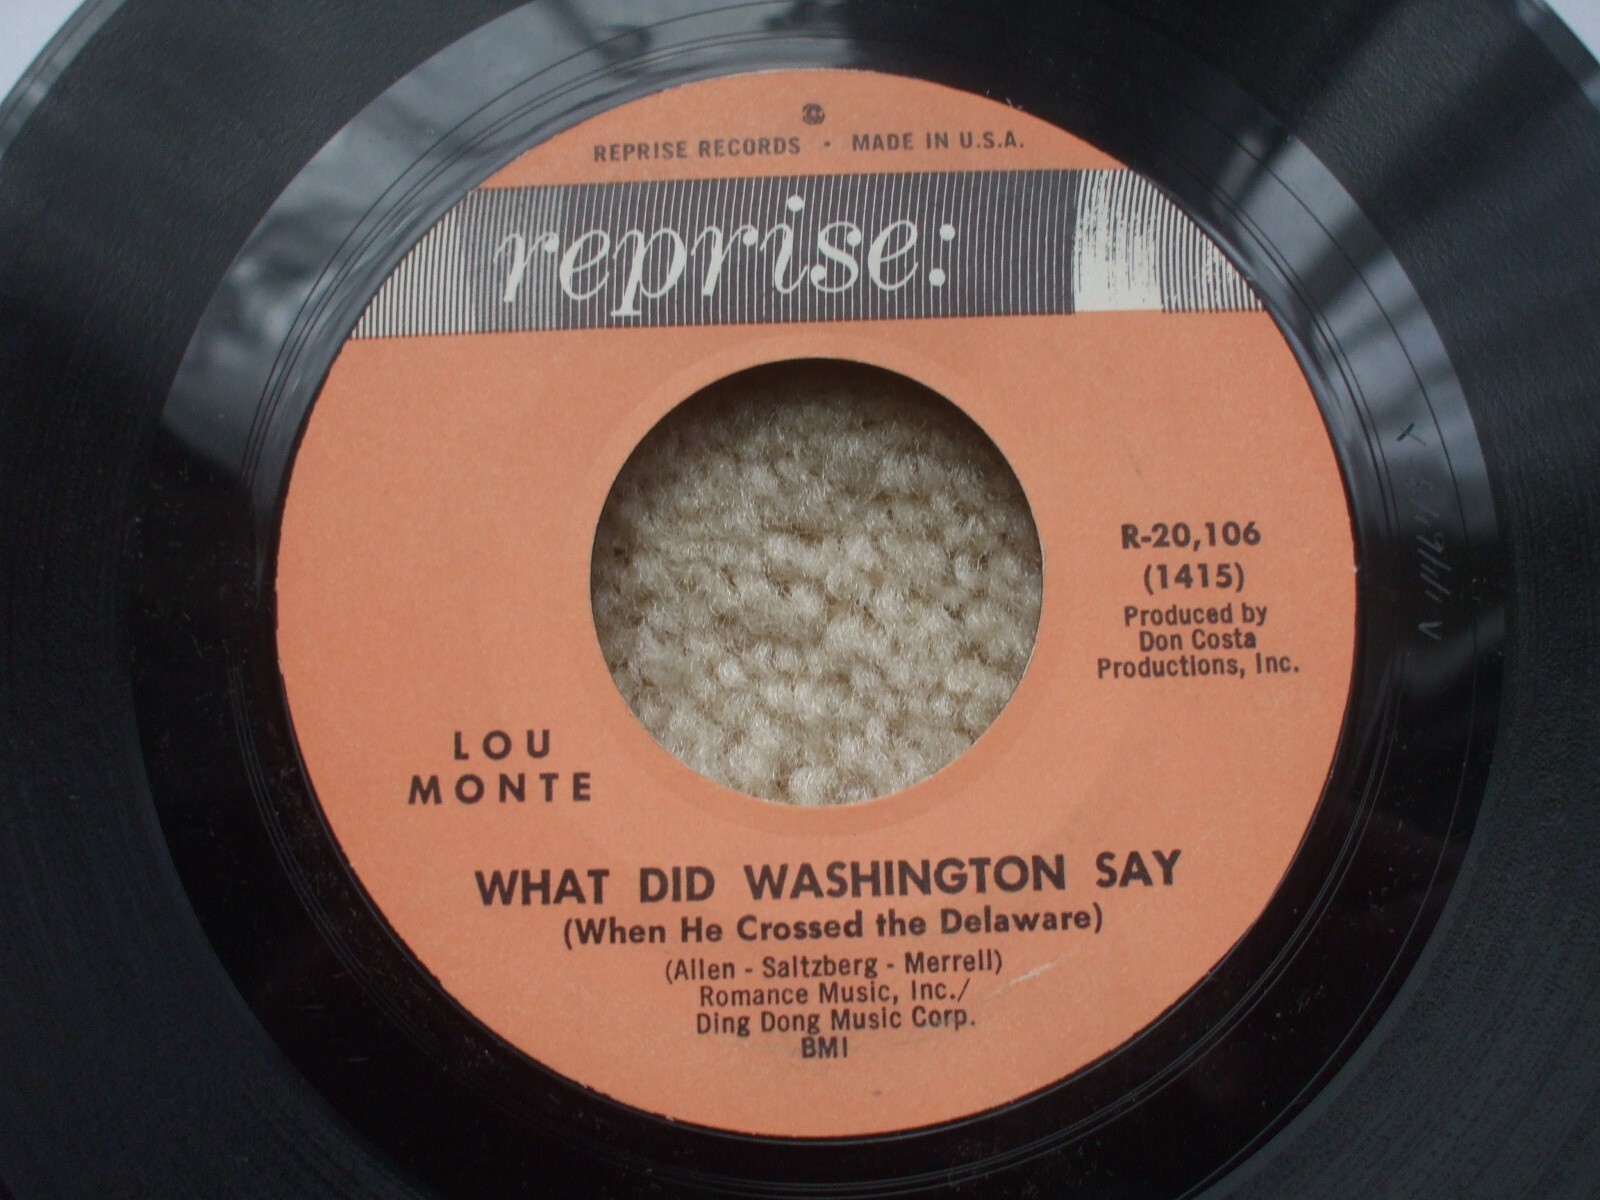 REPRISE RECORDS • MADE IN U.S.A.
reprise:
R-20,106
(1415)
Produced by
Don Costa
Productions, Inc.
LOU
MONTE
WHAT DID WASHINGTON SAY
(When He Crossed the Delaware)
(Allen - Saltzberg - Merrell)
Romance Music, Inc./
Ding Dong Music Corp.
BMI